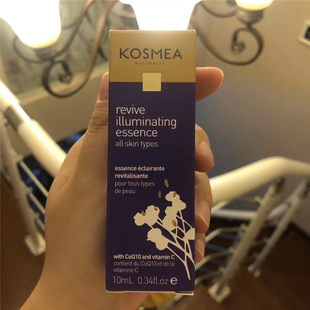 KOSMEA
AUSTRALIA
revive
illuminating
essence
all skin types
essence éclairante
revitalisante
pour tous types
de peau
with CoQ10 and vitamin C
contient du CoQ10 et de la
vitamine C
10mL 0.34fl.oz e